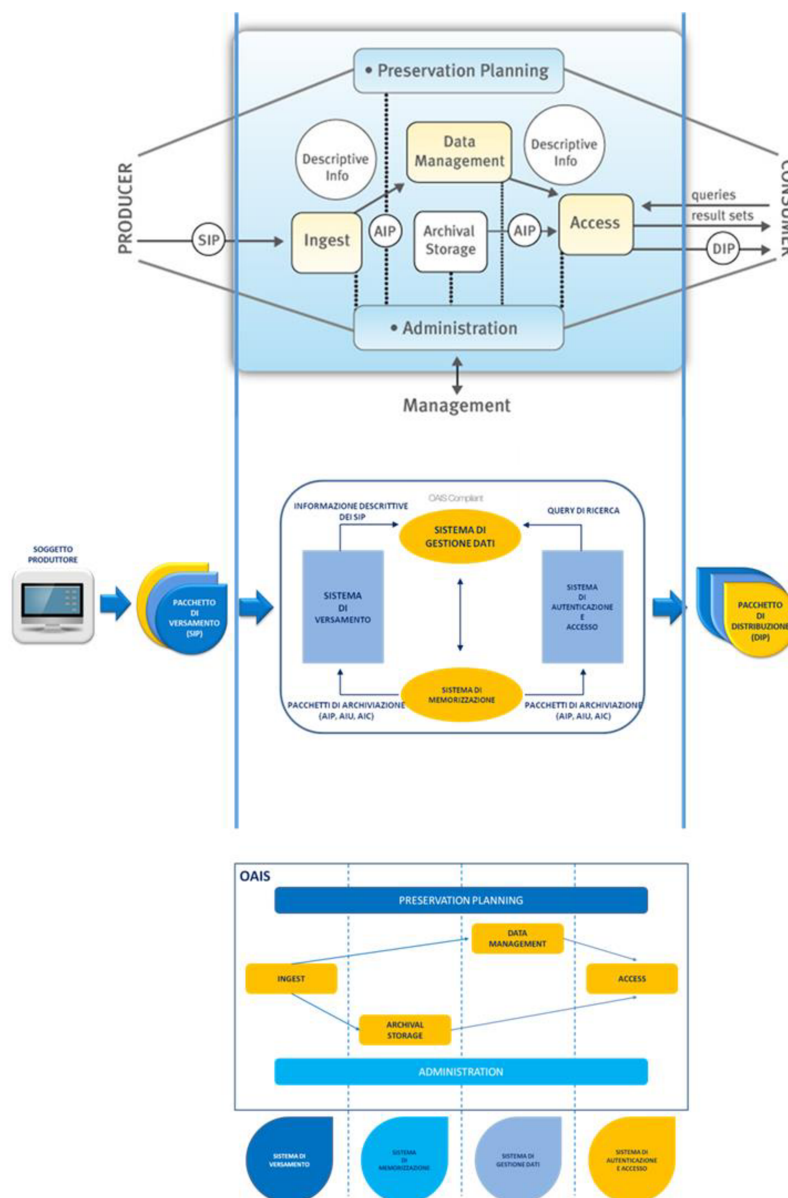 • Preservation Planning
Descriptive
Info
Data
Management
Descriptive
Info
PRODUCER
CONSUMER
queries
result sets
SIP
Ingest
AIP
Archival
Storage
AIP
Access
DIP
• Administration
Management
OAIS Compliant
INFORMAZIONE DESCRITTIVE
DEI SIP
QUERY DI RICERCA
SISTEMA DI
GESTIONE DATI
SOGGETTO
PRODUTTORE
PACCHETTO
DI
VERSAMENTO
(SIP)
SISTEMA
DI
VERSAMENTO
SISTEMA
DI
AUTENTICAZIONE
E
ACCESSO
PACCHETTO
DI
DISTRIBUZIONE
(DIP)
SISTEMA DI
MEMORIZZAZIONE
PACCHETTI DI ARCHIVIAZIONE
(AIP, AIU, AIC)
PACCHETTI DI ARCHIVIAZIONE
(AIP, AIU, AIC)
OAIS
PRESERVATION PLANNING
DATA
MANAGEMENT
INGEST
ACCESS
ARCHIVAL
STORAGE
ADMINISTRATION
SISTEMA DI
VERSAMENTO
SISTEMA
DI
MEMORIZZAZIONE
SISTEMA DI
GESTIONE DATI
SISTEMA DI
AUTENTICAZIONE
E ACCESSO